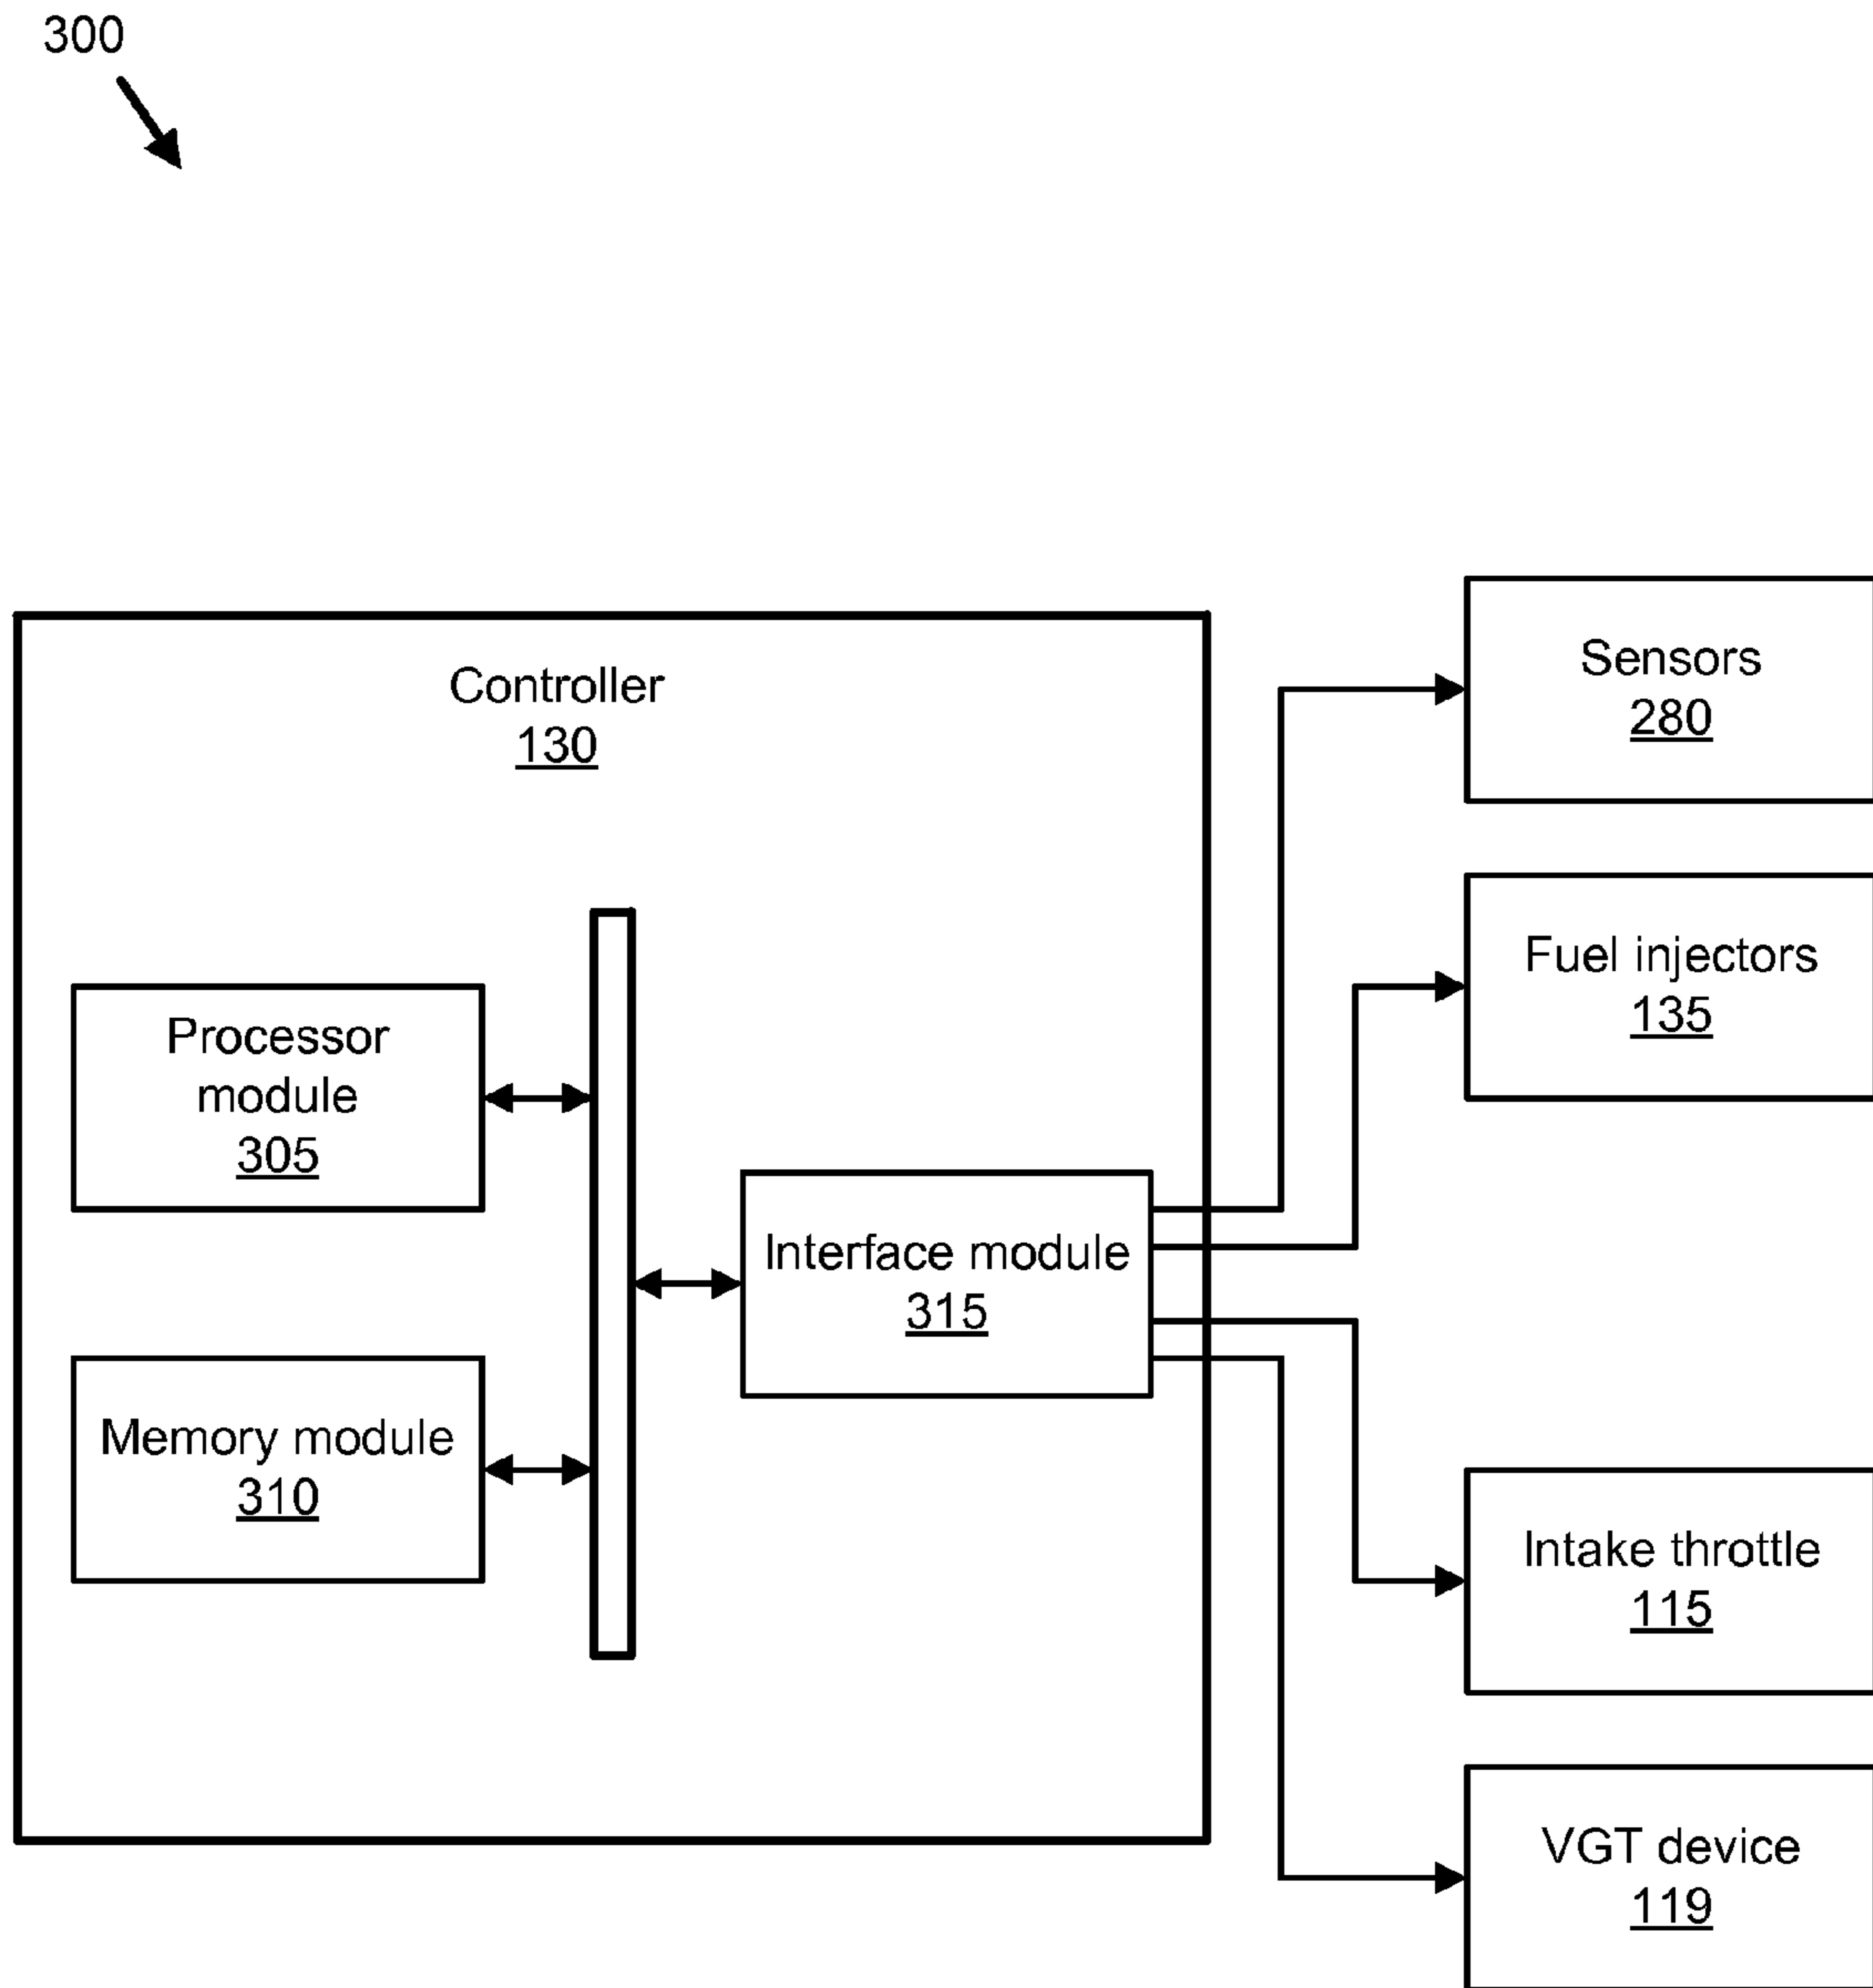 300
Controller
130
Processor
module
305
Memory module
310
Interface module
315
Sensors
280
Fuel injectors
135
Intake throttle
115
VGT device
119